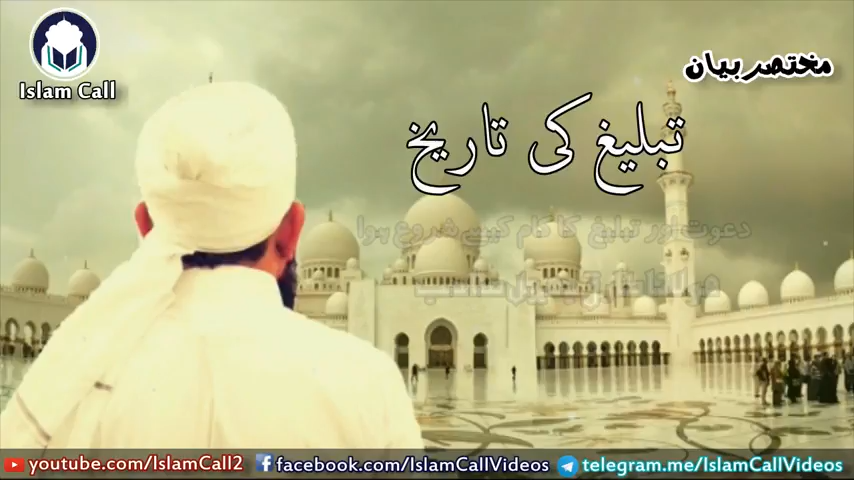 Islam Call
مختصر بیان
تبلیغ کی تاریخ
دعوت اور تبلیغ کا کام کیسے شروع ہوا
youtube.com/IslamCall2
facebook.com/IslamCallVideos
telegram.me/IslamCallVideos